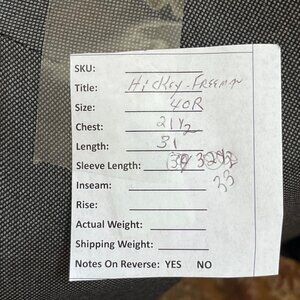 SKU:
Title: Hickey-Freeman
Size: 40R
Chest: 21 1/2
Length: 31
Sleeve Length:
33
Inseam:
Rise:
Actual Weight:
Shipping Weight:
Notes On Reverse: YES NO